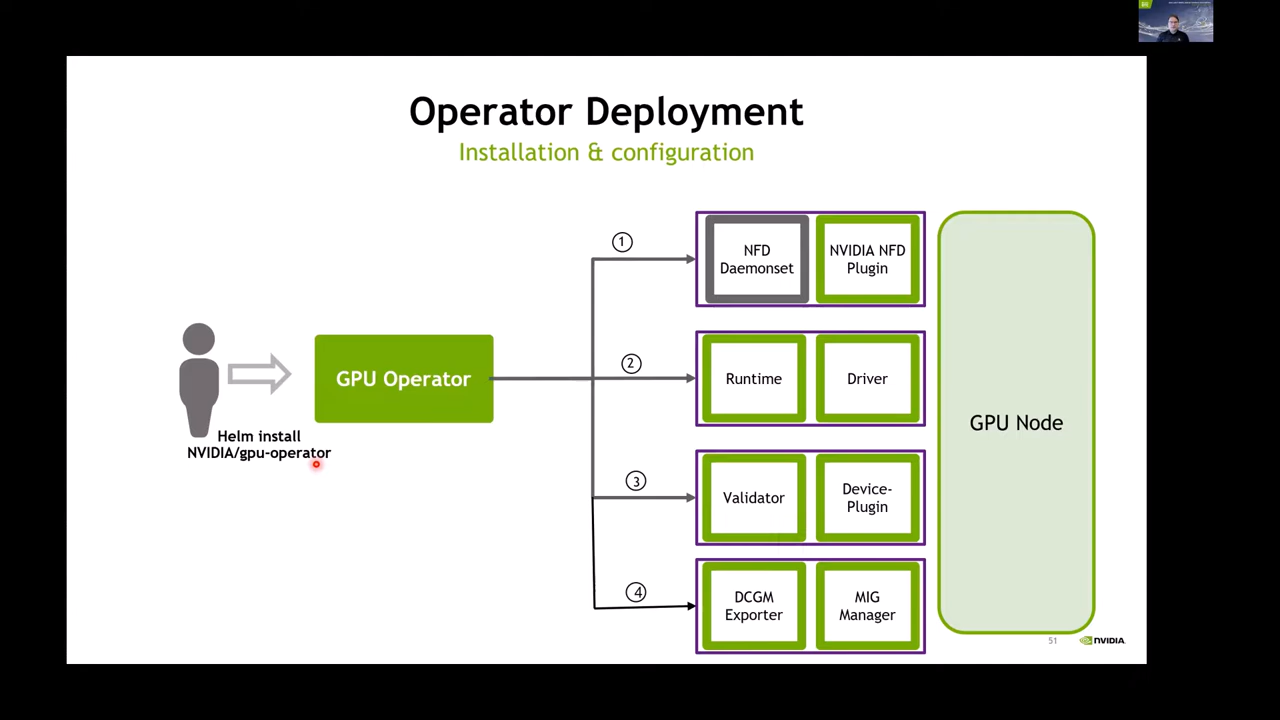 Operator Deployment
Installation & configuration
1
NFD
Daemonset
NVIDIA NFD
Plugin
2
Runtime
Driver
GPU Operator
GPU Node
Helm install
NVIDIA/gpu-operator
3
Validator
Device-
Plugin
4
DCGM
Exporter
MIG
Manager
51
NVIDIA.